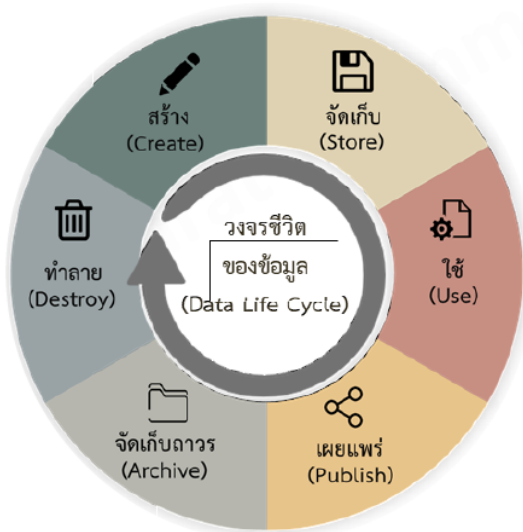 สร้าง
(Create)
จัดเก็บ
(Store)
ใช้
(Use)
เผยแพร่
(Publish)
จัดเก็บถาวร
(Archive)
ทำลาย
(Destroy)
วงจรชีวิต
ของข้อมูล
(Data Life Cycle)